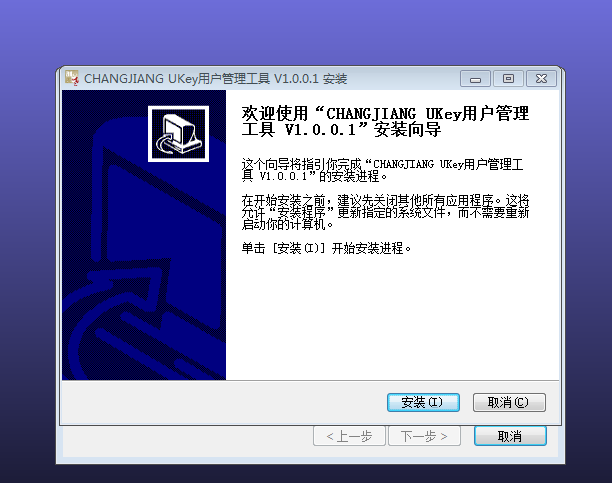 CHANGJIANG UKey用户管理工具 V1.0.0.1 安装
欢迎使用“CHANGJIANG UKey用户管理
工具 V1.0.0.1”安装向导
这个向导将指引你完成“CHANGJIANG UKey用户管理工
具 V1.0.0.1”的安装进程。
在开始安装之前，建议先关闭其他所有应用程序。这将
允许“安装程序”更新指定的系统文件，而不需要重新
启动你的计算机。
单击 [安装(I)] 开始安装进程。
安装(I)
取消(C)
< 上一步
下一步 >
取消